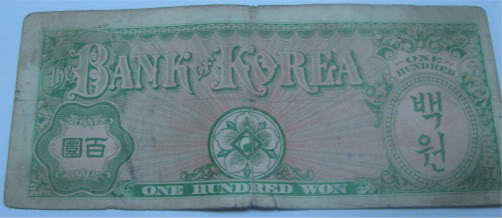 The BANK of KOREA
ONE
HUNDRED
백
원
百圜
ONE HUNDRED WON